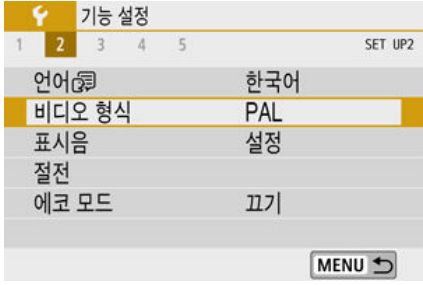 기능 설정
1 2 3 4 5 SET UP2
언어 한국어
비디오 형식 PAL
표시음 설정
절전
에코 모드 끄기
MENU